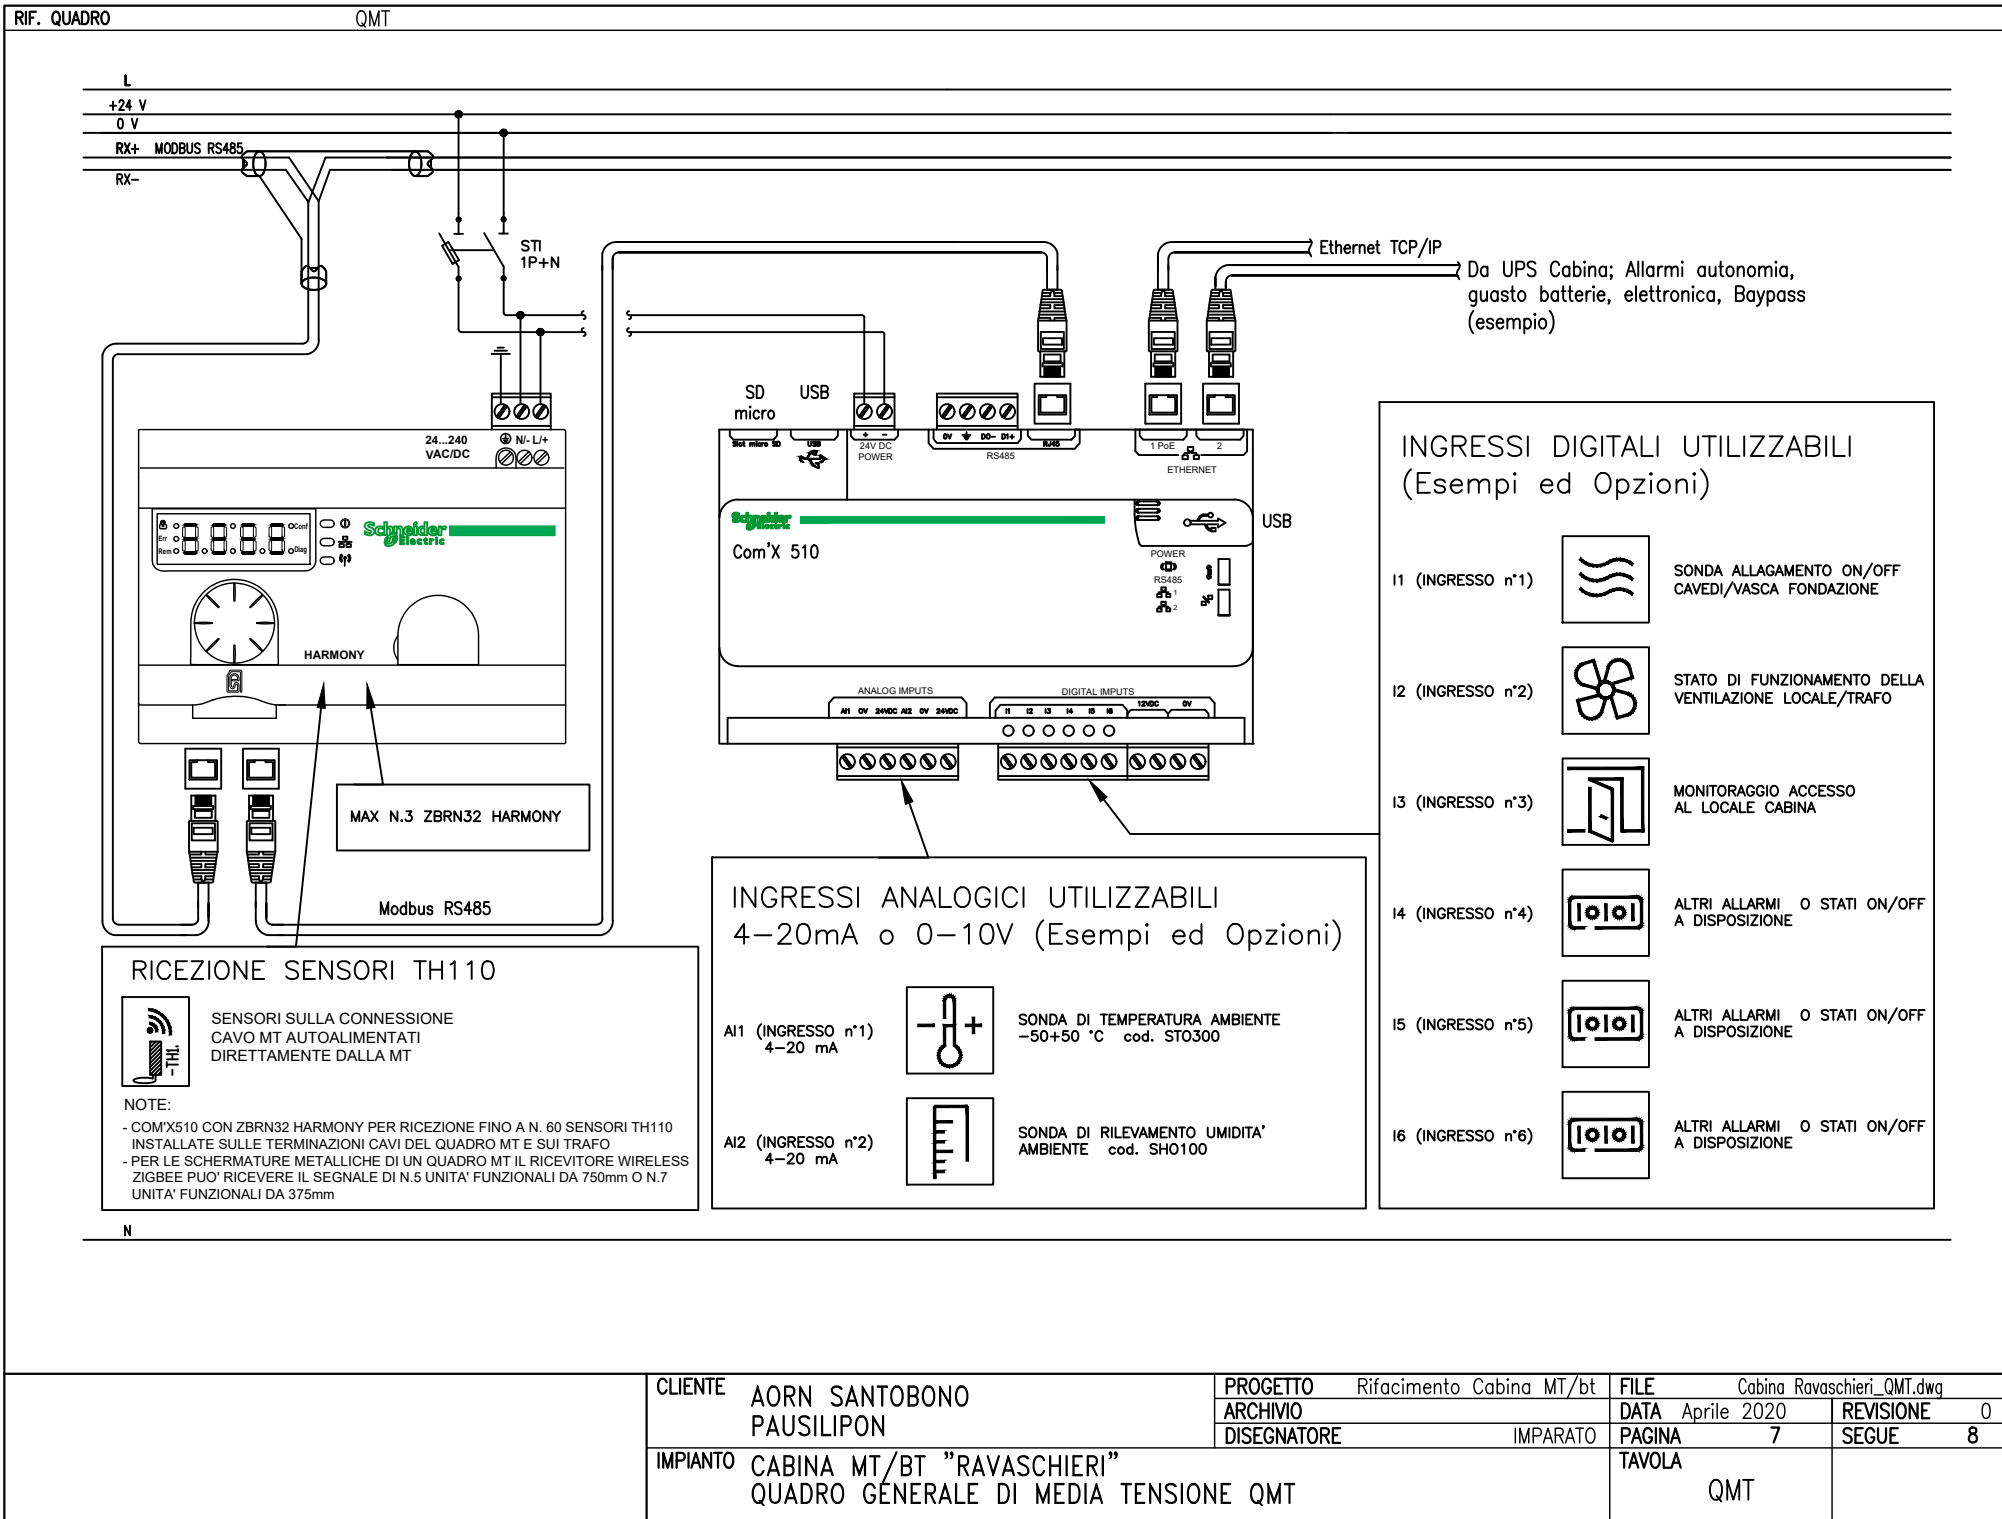 RIF. QUADRO QMT
L
+24 V
0 V
RX+ MODBUS RS485
RX-
STI
1P+N
Ethernet TCP/IP
Da UPS Cabina; Allarmi autonomia,
guasto batterie, elettronica, Baypass
(esempio)
24...240
VAC/DC
N/- L/+
Conf
Err
Rem
Diag
Schneider
Electric
HARMONY
MAX N.3 ZBRN32 HARMONY
Modbus RS485
SD
micro
USB
Slot micro SD
USB
+ -
24V DC
POWER
0V D0- D1+
RS485
RJ45
1 PoE 2
ETHERNET
Schneider
Electric
Com'X 510
USB
POWER
RS485
1
2
ANALOG IMPUTS
AI1 0V 24VDC AI2 0V 24VDC
DIGITAL IMPUTS
I1 I2 I3 I4 I5 I6
12VDC 0V
RICEZIONE SENSORI TH110
-TH1.
SENSORI SULLA CONNESSIONE
CAVO MT AUTOALIMENTATI
DIRETTAMENTE DALLA MT
NOTE:
- COM'X510 CON ZBRN32 HARMONY PER RICEZIONE FINO A N. 60 SENSORI TH110
INSTALLATE SULLE TERMINAZIONI CAVI DEL QUADRO MT E SUI TRAFO
- PER LE SCHERMATURE METALLICHE DI UN QUADRO MT IL RICEVITORE WIRELESS
ZIGBEE PUO' RICEVERE IL SEGNALE DI N.5 UNITA' FUNZIONALI DA 750mm O N.7
UNITA' FUNZIONALI DA 375mm
INGRESSI ANALOGICI UTILIZZABILI
4-20mA o 0-10V (Esempi ed Opzioni)
AI1 (INGRESSO n°1)
4-20 mA
SONDA DI TEMPERATURA AMBIENTE
-50+50 °C cod. STO300
AI2 (INGRESSO n°2)
4-20 mA
SONDA DI RILEVAMENTO UMIDITA'
AMBIENTE cod. SHO100
INGRESSI DIGITALI UTILIZZABILI
(Esempi ed Opzioni)
I1 (INGRESSO n°1)
SONDA ALLAGAMENTO ON/OFF
CAVEDI/VASCA FONDAZIONE
I2 (INGRESSO n°2)
STATO DI FUNZIONAMENTO DELLA
VENTILAZIONE LOCALE/TRAFO
I3 (INGRESSO n°3)
MONITORAGGIO ACCESSO
AL LOCALE CABINA
I4 (INGRESSO n°4)
ALTRI ALLARMI O STATI ON/OFF
A DISPOSIZIONE
I5 (INGRESSO n°5)
ALTRI ALLARMI O STATI ON/OFF
A DISPOSIZIONE
I6 (INGRESSO n°6)
ALTRI ALLARMI O STATI ON/OFF
A DISPOSIZIONE
N
CLIENTE AORN SANTOBONO
PAUSILIPON
PROGETTO Rifacimento Cabina MT/bt
ARCHIVIO
DISEGNATORE IMPARATO
FILE Cabina Ravaschieri_QMT.dwg
DATA Aprile 2020 REVISIONE 0
PAGINA 7 SEGUE 8
IMPIANTO CABINA MT/BT "RAVASCHIERI"
QUADRO GENERALE DI MEDIA TENSIONE QMT
TAVOLA
QMT